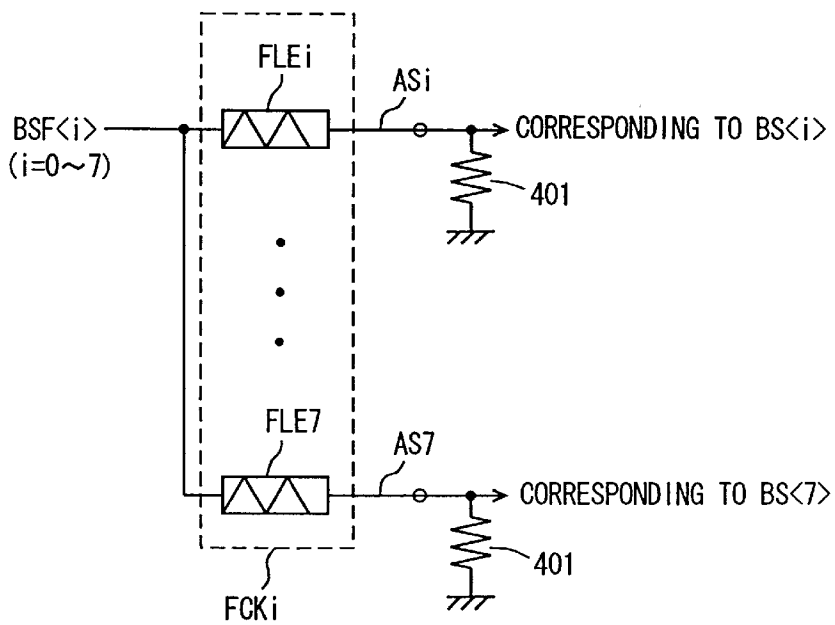 FLEi
ASi
BSF<i>
(i=0~7)
CORRESPONDING TO BS<i>
401
FLE7
AS7
CORRESPONDING TO BS<7>
401
FCKi